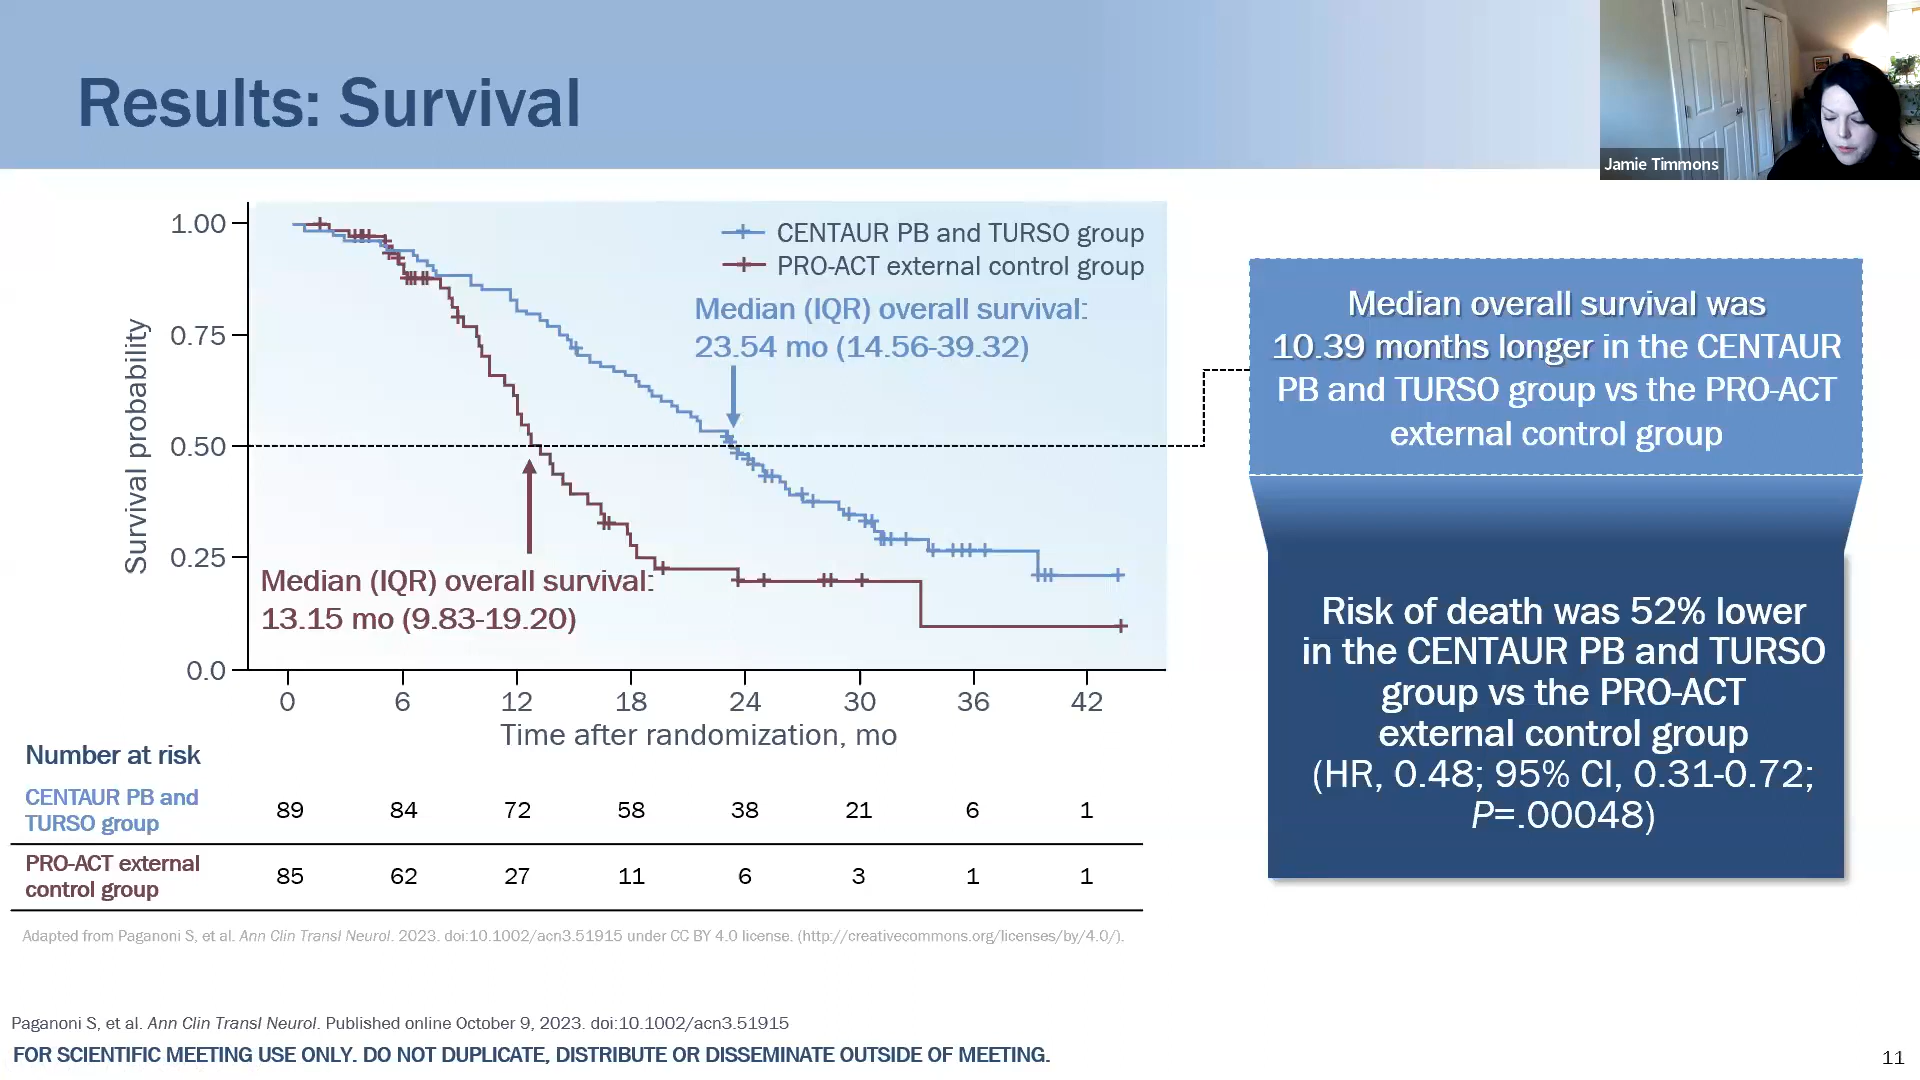 Results: Survival
Jamie Timmons
1.00
0.75
0.50
0.25
0.0
Survival probability
CENTAUR PB and TURSO group
PRO-ACT external control group
Median (IQR) overall survival:
23.54 mo (14.56-39.32)
Median (IQR) overall survival:
13.15 mo (9.83-19.20)
0 6 12 18 24 30 36 42
Time after randomization, mo
Number at risk
CENTAUR PB and
TURSO group
89 84 72 58 38 21 6 1
PRO-ACT external
control group
85 62 27 11 6 3 1 1
Adapted from Paganoni S, et al. Ann Clin Transl Neurol. 2023. doi:10.1002/acn3.51915 under CC BY 4.0 license. (http://creativecommons.org/licenses/by/4.0/).
Median overall survival was
10.39 months longer in the CENTAUR
PB and TURSO group vs the PRO-ACT
external control group
Risk of death was 52% lower
in the CENTAUR PB and TURSO
group vs the PRO-ACT
external control group
(HR, 0.48; 95% CI, 0.31-0.72;
P=.00048)
Paganoni S, et al. Ann Clin Transl Neurol. Published online October 9, 2023. doi:10.1002/acn3.51915
FOR SCIENTIFIC MEETING USE ONLY. DO NOT DUPLICATE, DISTRIBUTE OR DISSEMINATE OUTSIDE OF MEETING.
11